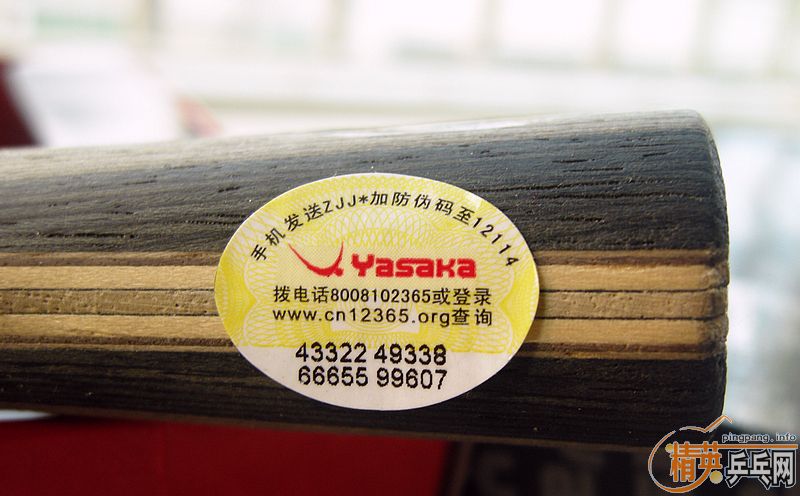 手机发送ZJJ*加防伪码至12114
Yasaka
拨电话8008102365或登录
www.cn12365.org查询
43322 49338
66655 99607
pingpang.info
精英乒乓网